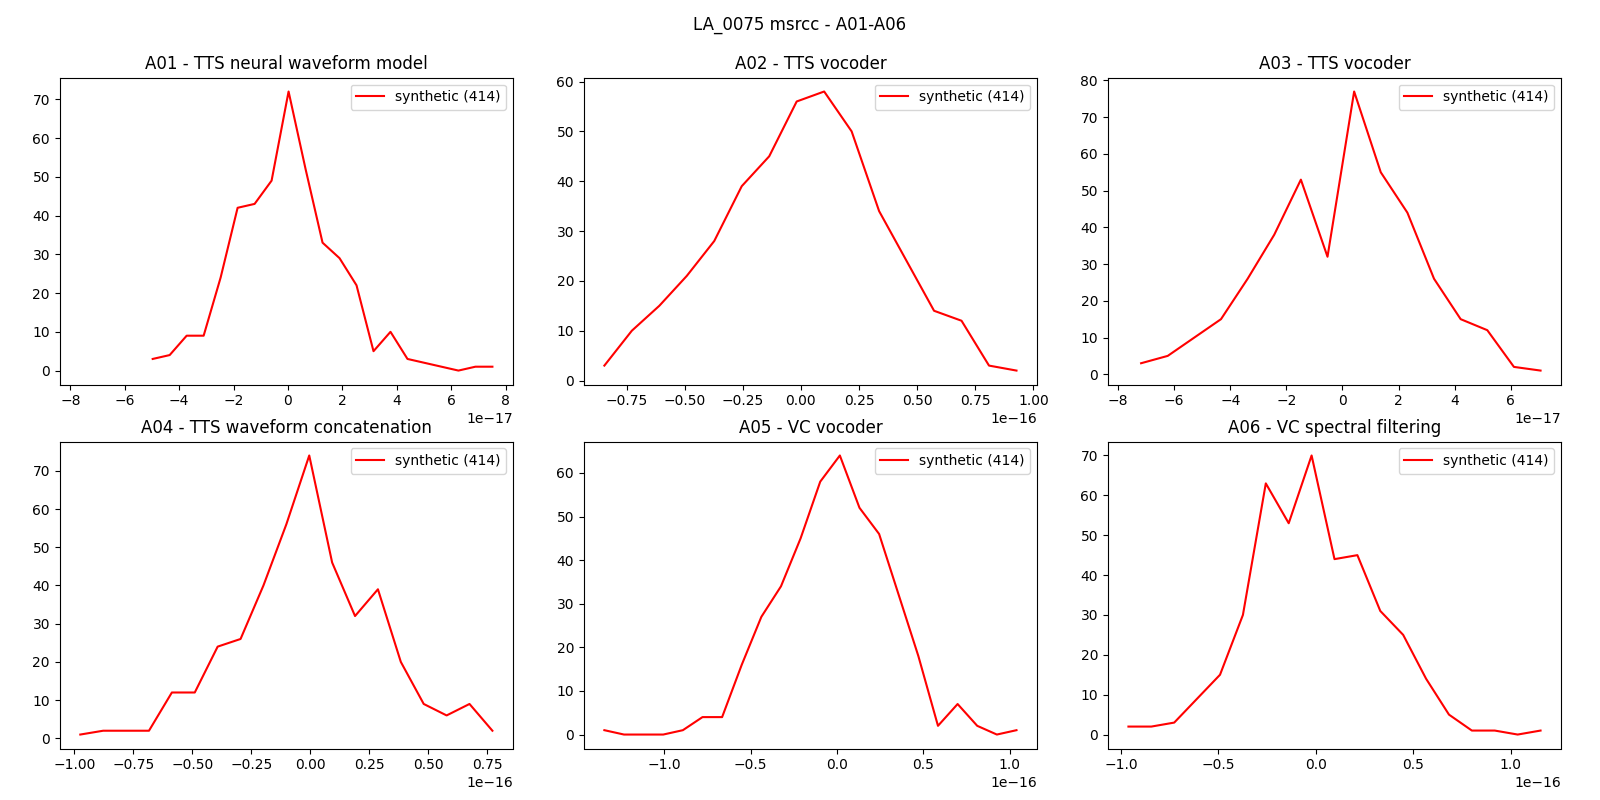 LA_0075 msrcc - A01-A06
A01 - TTS neural waveform model
synthetic (414)
70
60
50
40
30
20
10
0
−8 −6 −4 −2 0 2 4 6 8
1e−17
A02 - TTS vocoder
synthetic (414)
60
50
40
30
20
10
0
−0.75 −0.50 −0.25 0.00 0.25 0.50 0.75 1.00
1e−16
A03 - TTS vocoder
synthetic (414)
80
70
60
50
40
30
20
10
0
−8 −6 −4 −2 0 2 4 6
1e−17
A04 - TTS waveform concatenation
synthetic (414)
70
60
50
40
30
20
10
0
−1.00 −0.75 −0.50 −0.25 0.00 0.25 0.50 0.75
1e−16
A05 - VC vocoder
synthetic (414)
60
50
40
30
20
10
0
−1.0 −0.5 0.0 0.5 1.0
1e−16
A06 - VC spectral filtering
synthetic (414)
70
60
50
40
30
20
10
0
−1.0 −0.5 0.0 0.5 1.0
1e−16